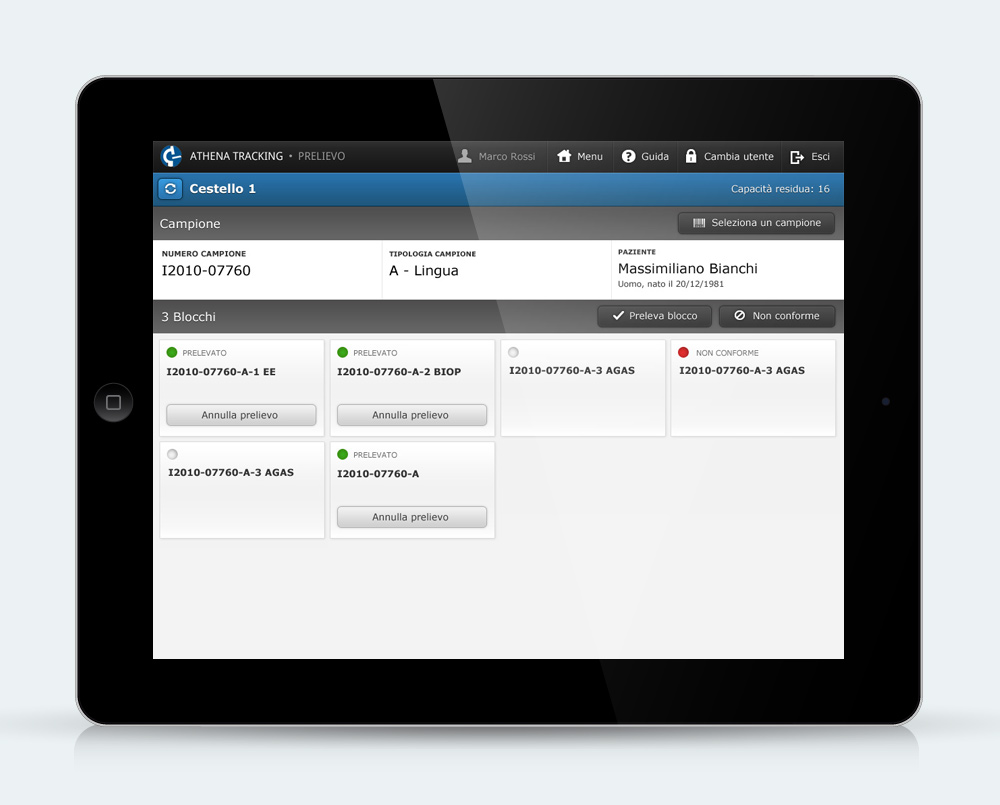 ATHENA TRACKING • PRELIEVO
Marco Rossi
Menu
Guida
Cambia utente
Esci
Cestello 1
Capacità residua: 16
Campione
Seleziona un campione
NUMERO CAMPIONE
I2010-07760
TIPOLOGIA CAMPIONE
A - Lingua
PAZIENTE
Massimiliano Bianchi
Uomo, nato il 20/12/1981
3 Blocchi
Preleva blocco
Non conforme
PRELEVATO
I2010-07760-A-1 EE
Annulla prelievo
PRELEVATO
I2010-07760-A-2 BIOP
Annulla prelievo
I2010-07760-A-3 AGAS
NON CONFORME
I2010-07760-A-3 AGAS
I2010-07760-A-3 AGAS
PRELEVATO
I2010-07760-A
Annulla prelievo